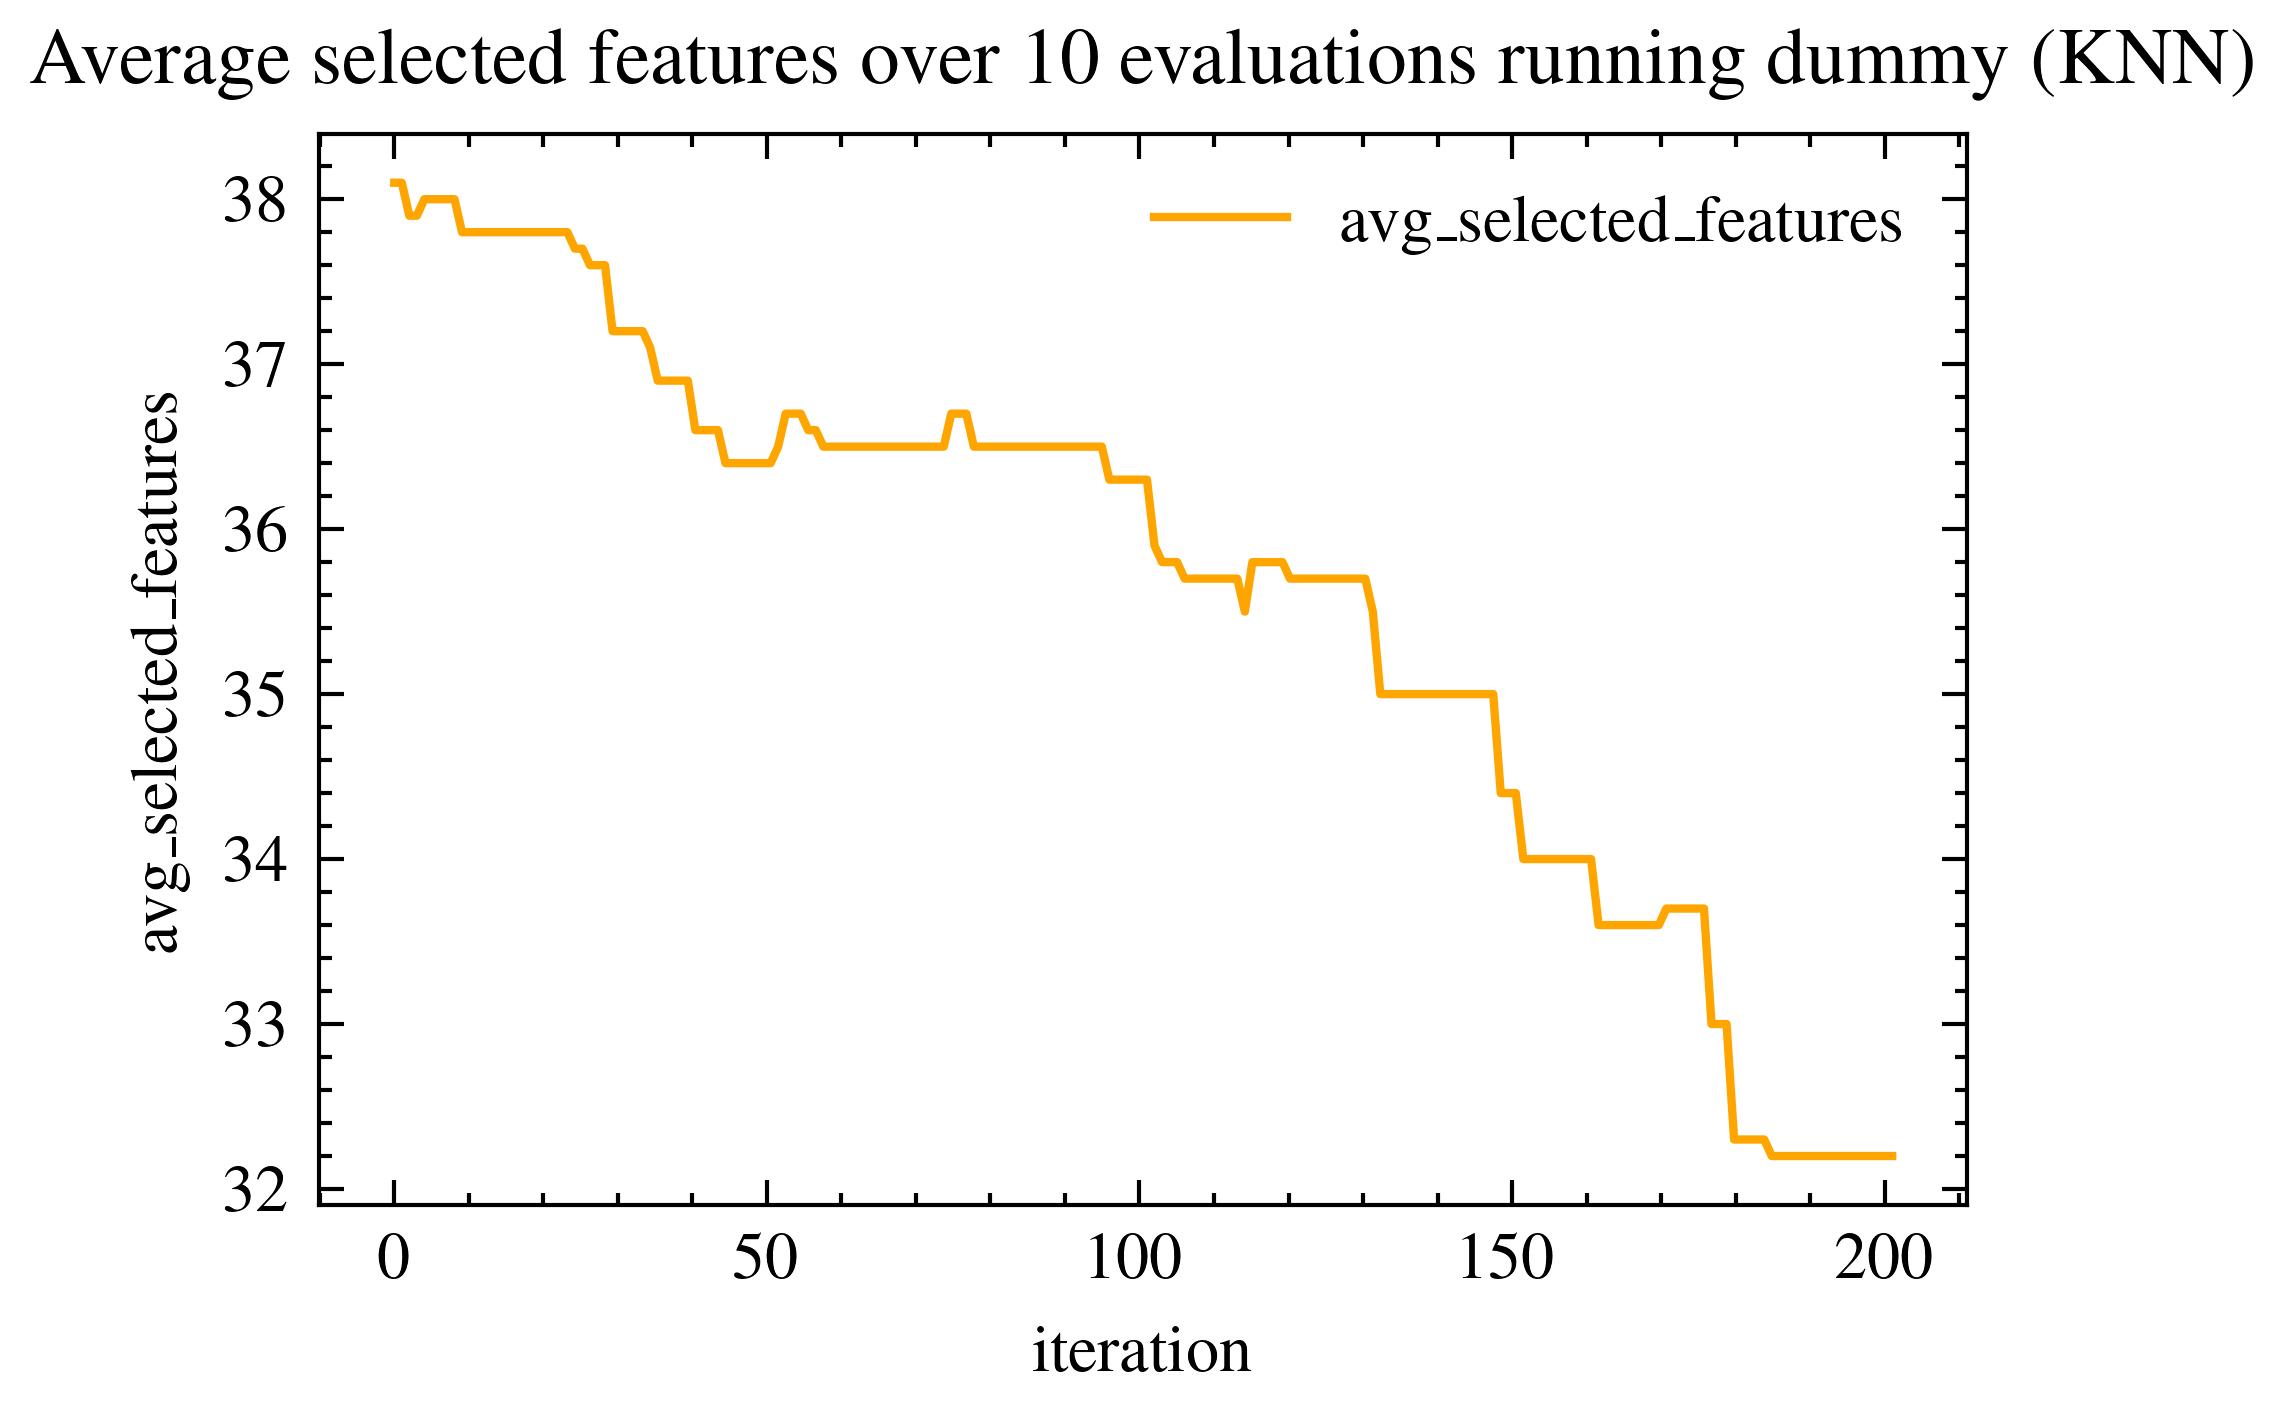 Average selected features over 10 evaluations running dummy (KNN)
avg_selected_features
38
37
36
35
34
33
32
avg_selected_features
0 50 100 150 200
iteration